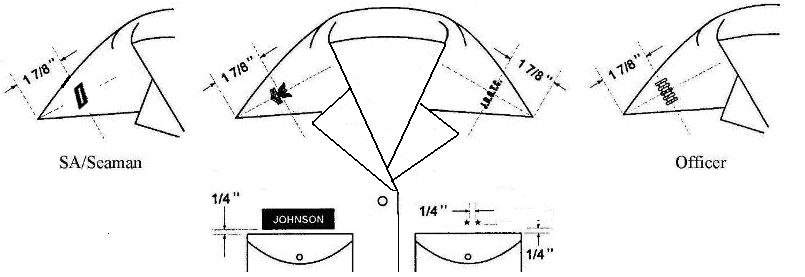 1 7/8"
SA/Seaman
1 7/8"
J.R.O.T.C.
1 7/8"
1/4"
JOHNSON
1/4"
1/4"
1 7/8"
Officer